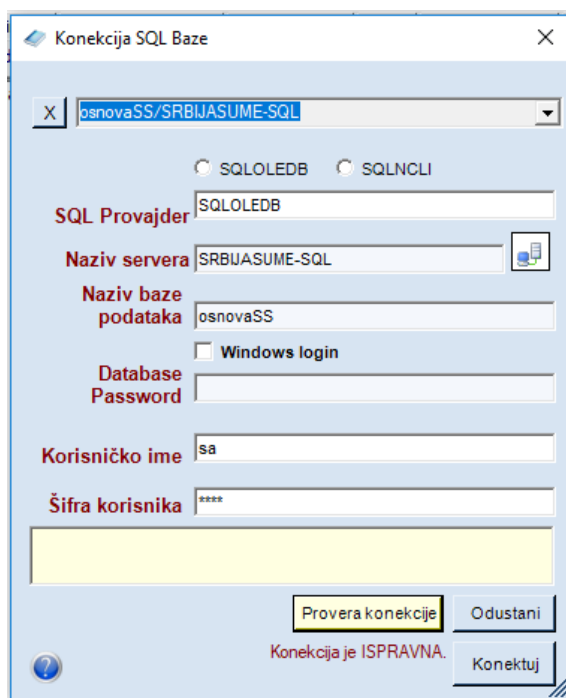 Konekcija SQL Baze
X
osnovaSS/SRBIJASUME-SQL
SQLOLEDB SQLNCLI
SQL Provajder SQLOLEDB
Naziv servera SRBIJASUME-SQL
Naziv baze
podataka osnovaSS
Windows login
Database
Password
Korisničko ime sa
Šifra korisnika ****
Provera konekcije Odustani
Konekcija je ISPRAVNA.
Konektuj